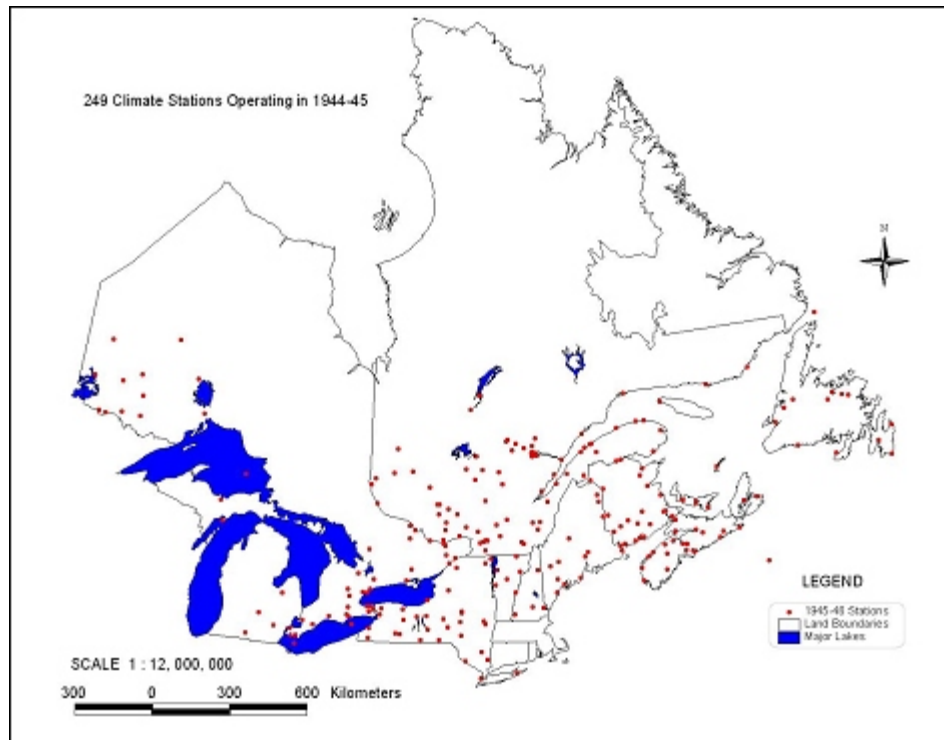 249 Climate Stations Operating in 1944-45
N
LEGEND
1945-46 Stations
Land Boundaries
Major Lakes
SCALE 1 : 12, 000, 000
300 0 300 600 Kilometers